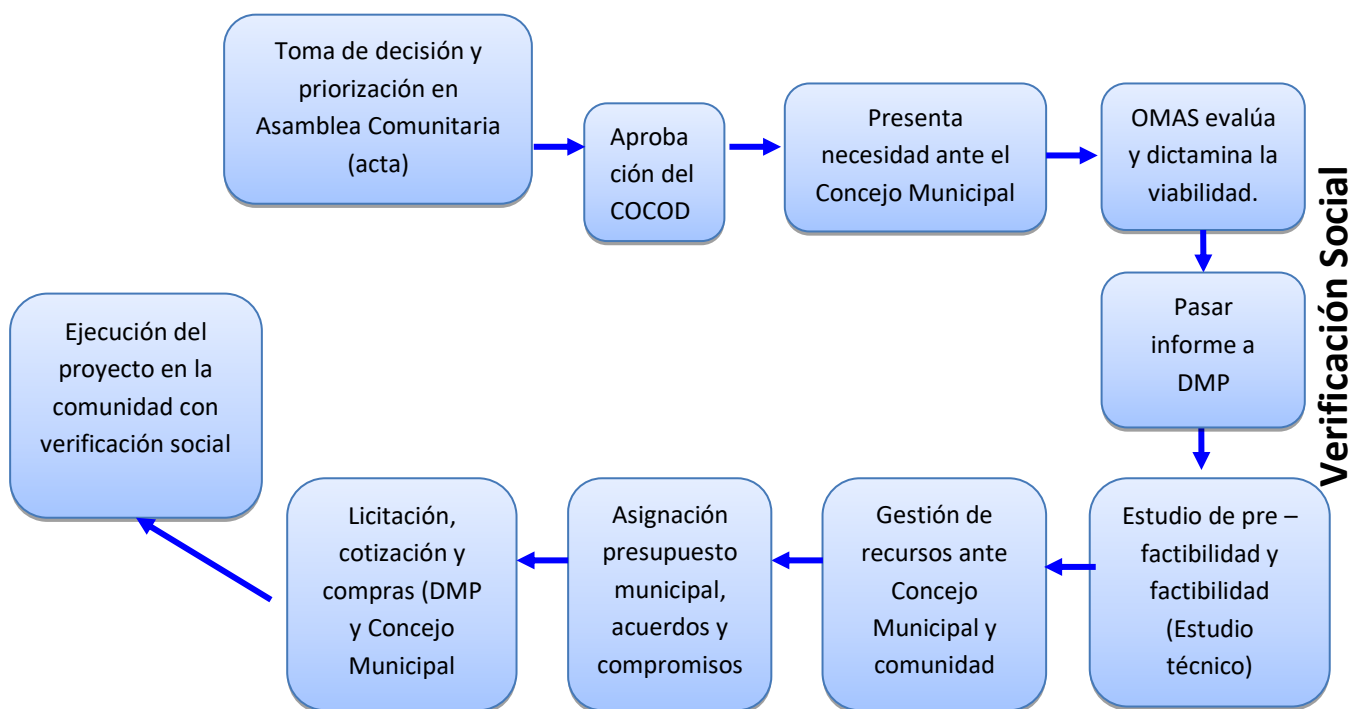 Toma de decisión y
priorización en
Asamblea Comunitaria
(acta)
Aproba
ción del
COCOD
Presenta
necesidad ante el
Concejo Municipal
OMAS evalúa
y dictamina la
viabilidad.
Verificación Social
Pasar
informe a
DMP
Estudio de pre –
factibilidad y
factibilidad
(Estudio
técnico)
Gestión de
recursos ante
Concejo
Municipal y
comunidad
Asignación
presupuesto
municipal,
acuerdos y
compromisos
Licitación,
cotización y
compras (DMP
y Concejo
Municipal
Ejecución del
proyecto en la
comunidad con
verificación social